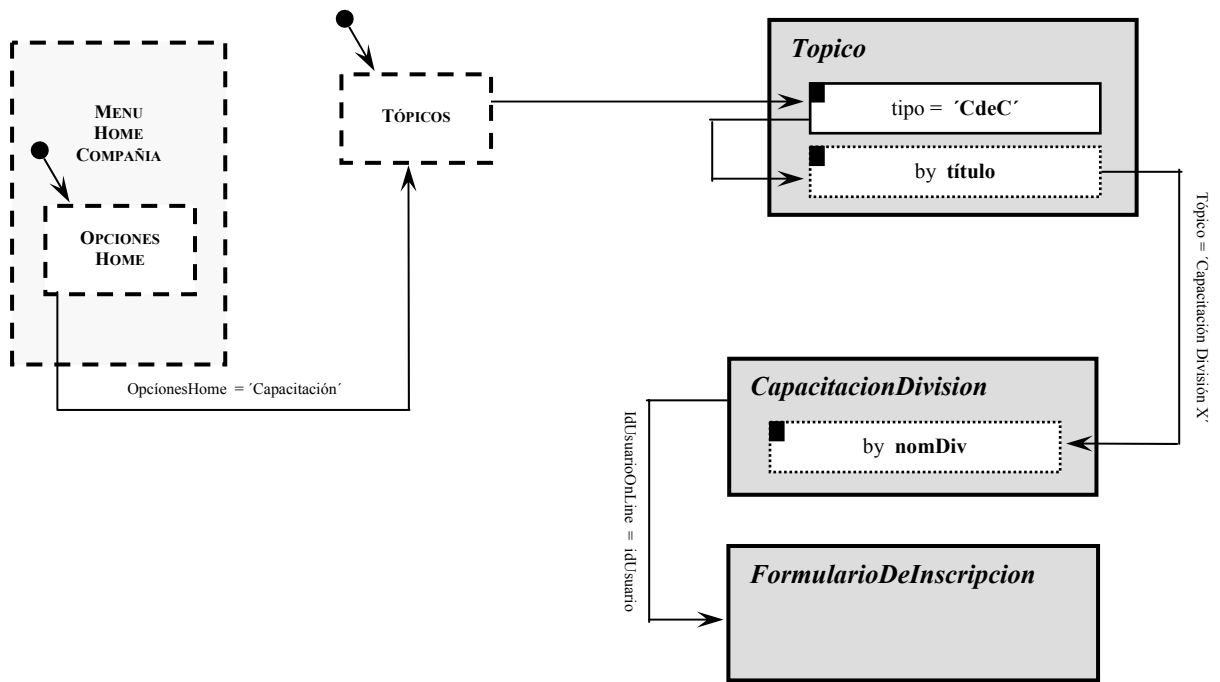 MENU
HOME
COMPAÑIA
OPCIONES
HOME
OpcíonesHome = ´Capacitación´
TÓPICOS
Topico
tipo = ´CdeC´
by título
Tópico = ´Capacitación División X´
CapacitacionDivision
by nomDiv
IdUsuarioOnLine = idUsuario
FormularioDeInscripcion